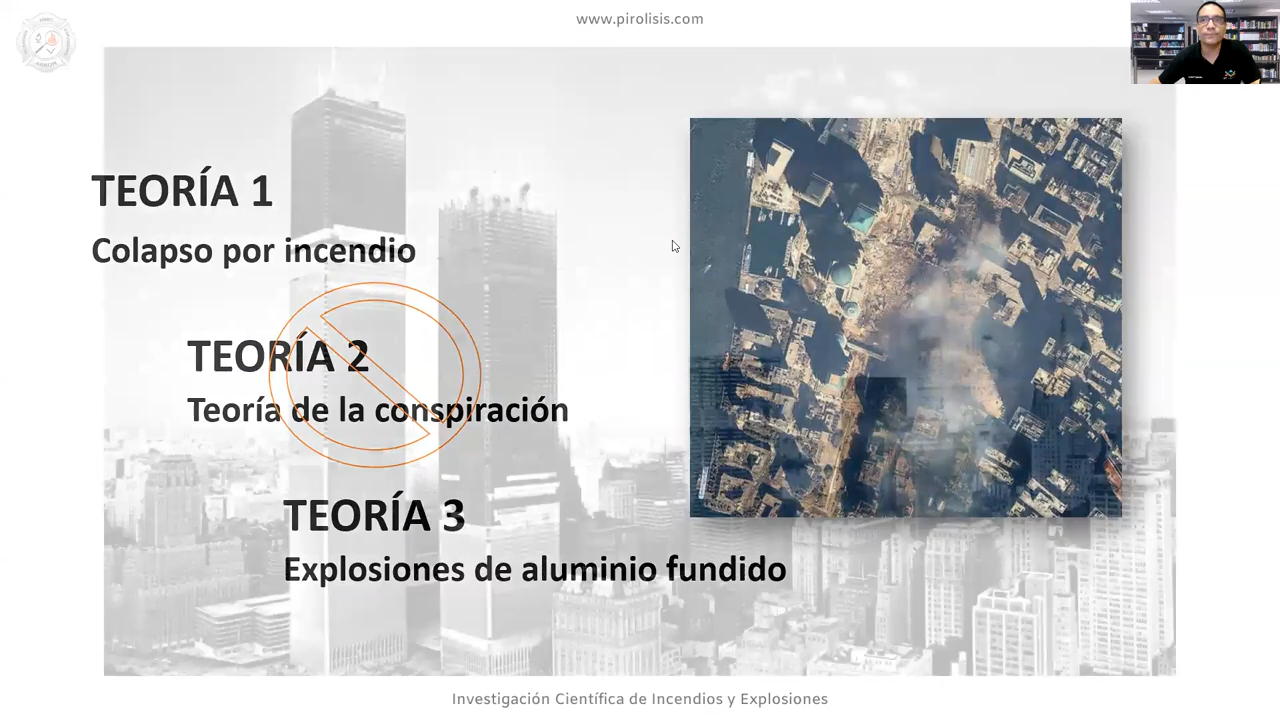 www.pirolisis.com
TEORÍA 1
Colapso por incendio
TEORÍA 2
Teoría de la conspiración
TEORÍA 3
Explosiones de aluminio fundido
Investigación Científica de Incendios y Explosiones